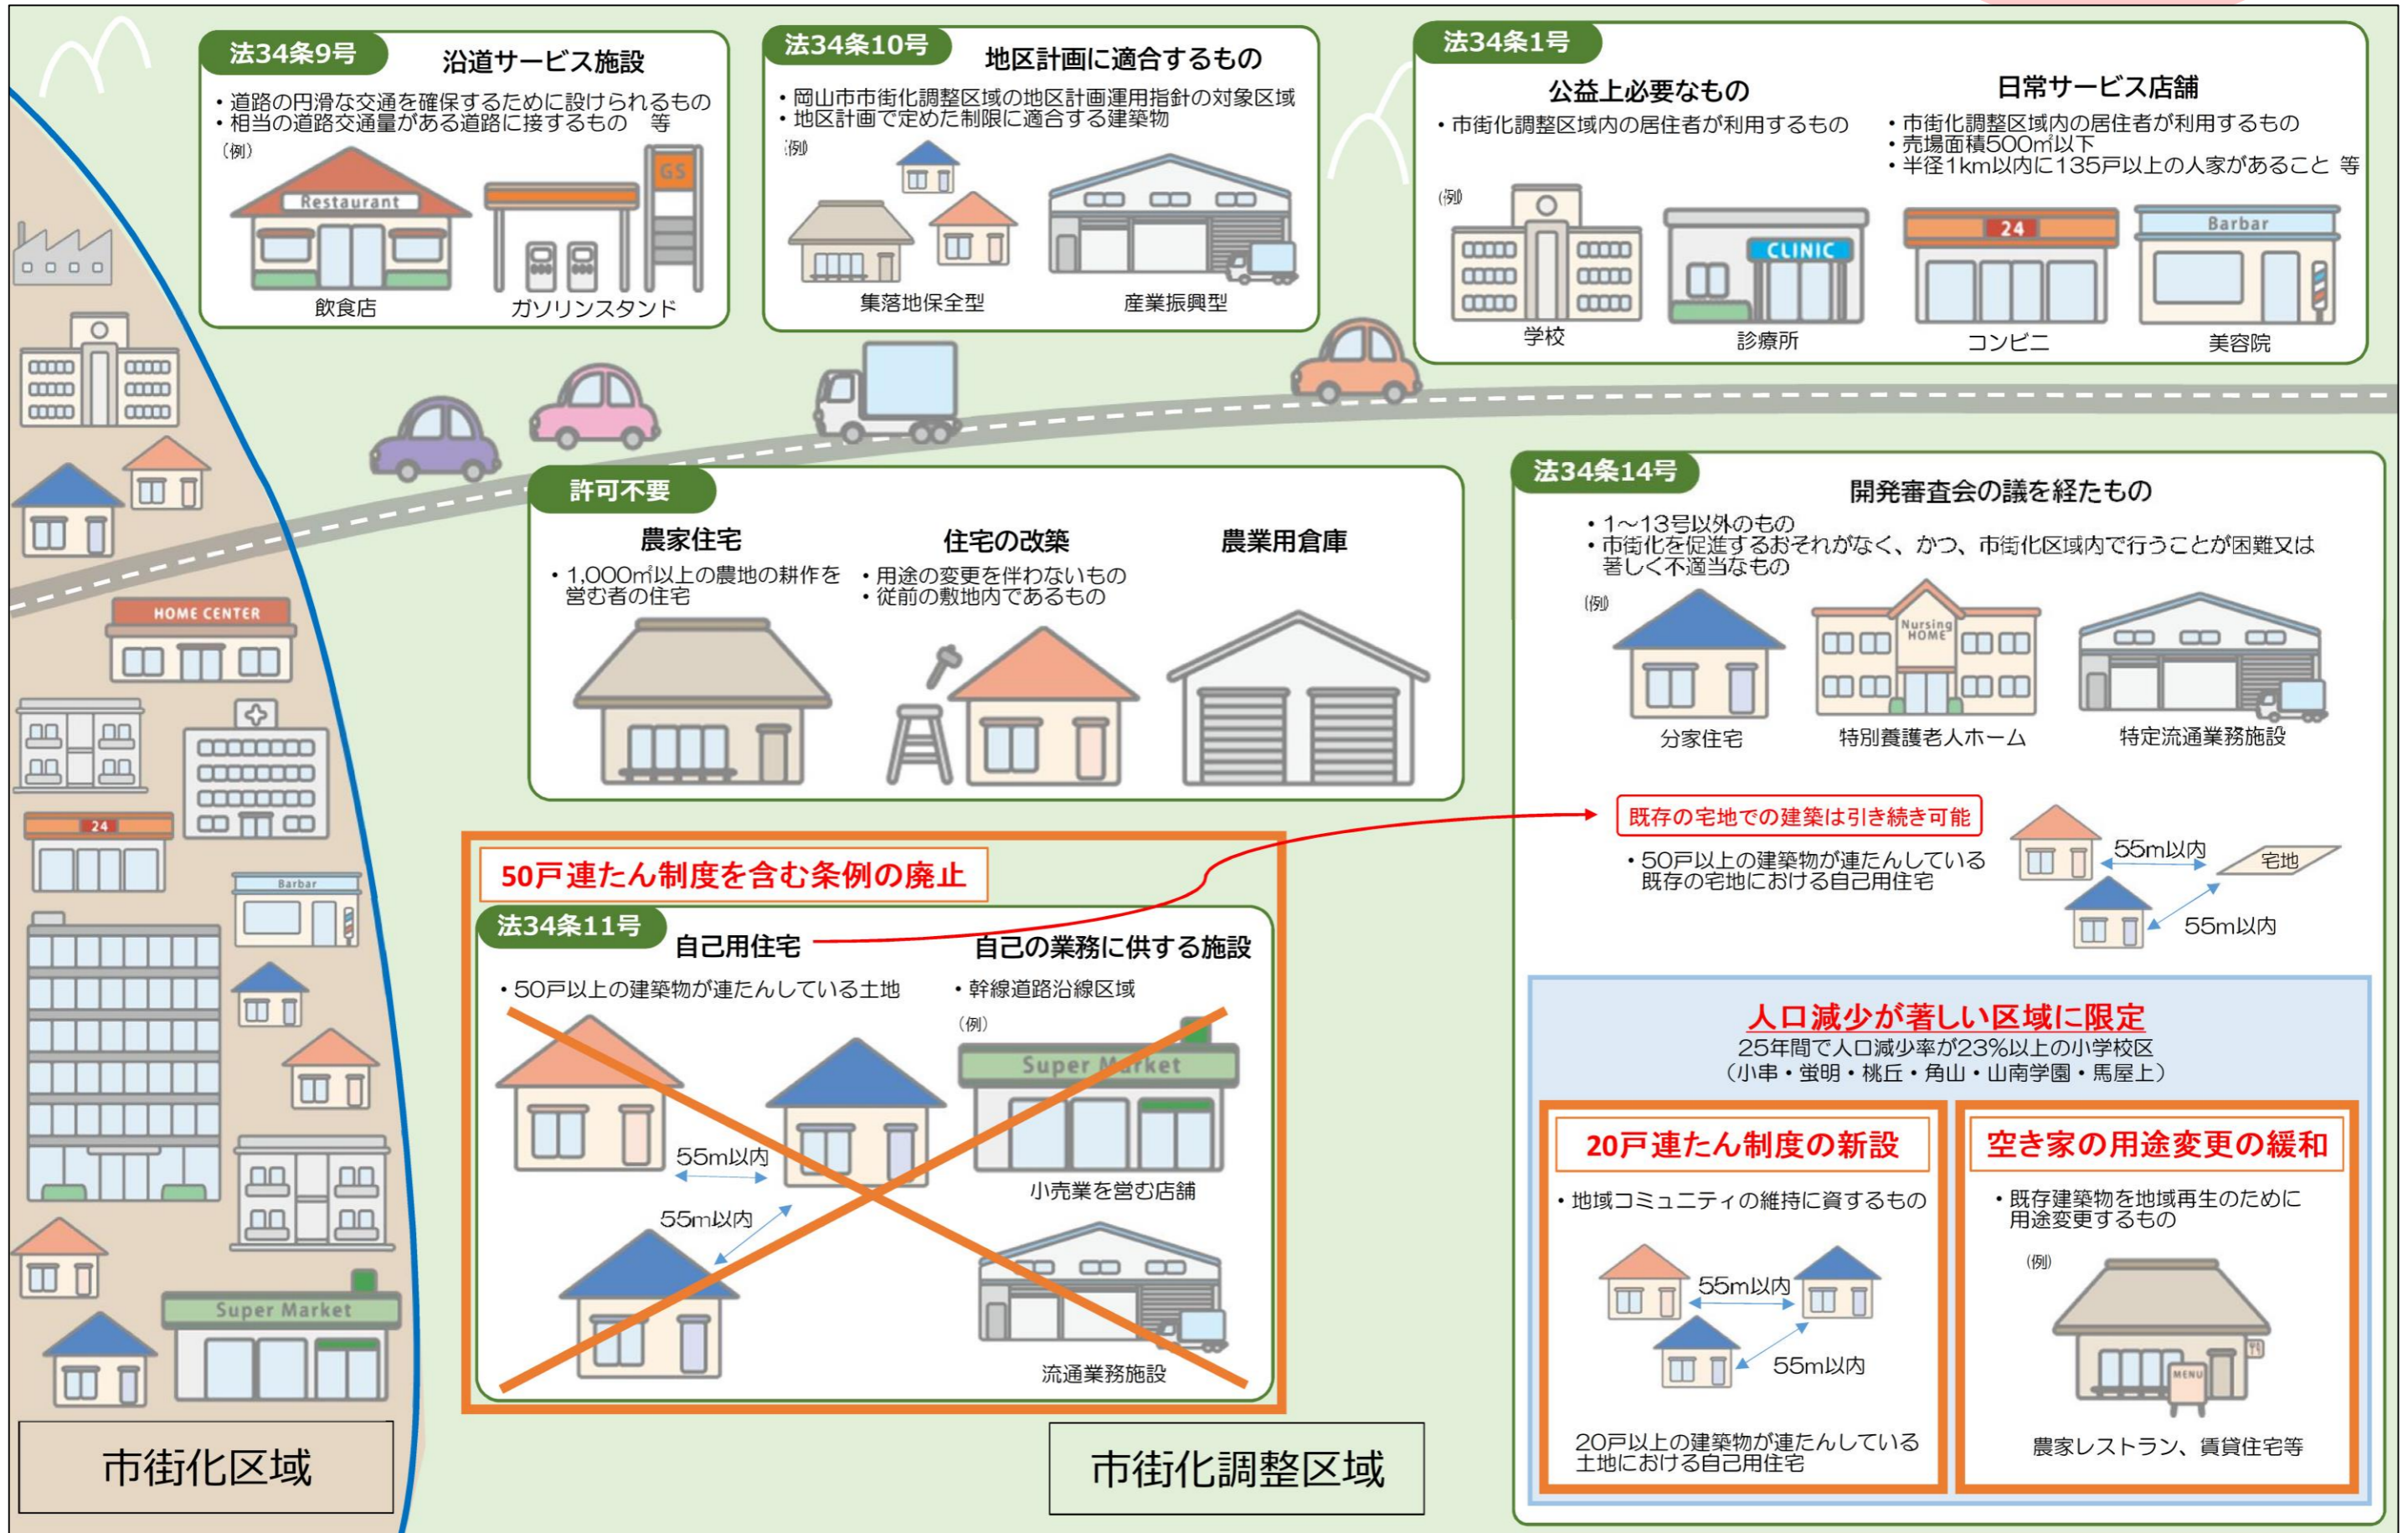 法34条9号
沿道サービス施設
・道路の円滑な交通を確保するために設けられるもの
・相当の道路交通量がある道路に接するもの　等
（例）
Restaurant
GS
飲食店
ガソリンスタンド
法34条10号
地区計画に適合するもの
・岡山市市街化調整区域の地区計画運用指針の対象区域
・地区計画で定めた制限に適合する建築物
（例）
集落地保全型
産業振興型
法34条1号
公益上必要なもの
・市街化調整区域内の居住者が利用するもの
（例）
CLINIC
学校
診療所
日常サービス店舗
・市街化調整区域内の居住者が利用するもの
・売場面積500㎡以下
・半径1km以内に135戸以上の人家があること 等
24
Barbar
コンビニ
美容院
許可不要
農家住宅
・1,000㎡以上の農地の耕作を
営む者の住宅
住宅の改築
・用途の変更を伴わないもの
・従前の敷地内であるもの
農業用倉庫
法34条14号
開発審査会の議を経たもの
・1～13号以外のもの
・市街化を促進するおそれがなく、かつ、市街化区域内で行うことが困難又は
著しく不適当なもの
（例）
Nursing
HOME
分家住宅
特別養護老人ホーム
特定流通業務施設
既存の宅地での建築は引き続き可能
・50戸以上の建築物が連たんしている
既存の宅地における自己用住宅
55m以内
宅地
55m以内
人口減少が著しい区域に限定
25年間で人口減少率が23%以上の小学校区
（小串・蛍明・桃丘・角山・山南学園・馬屋上）
20戸連たん制度の新設
・地域コミュニティの維持に資するもの
55m以内
55m以内
20戸以上の建築物が連たんしている
土地における自己用住宅
空き家の用途変更の緩和
・既存建築物を地域再生のために
用途変更するもの
（例）
MENU
農家レストラン、賃貸住宅等
50戸連たん制度を含む条例の廃止
法34条11号
自己用住宅
・50戸以上の建築物が連たんしている土地
55m以内
55m以内
自己の業務に供する施設
・幹線道路沿線区域
（例）
Super Market
小売業を営む店舗
流通業務施設
HOME CENTER
24
Barbar
Super Market
市街化区域
市街化調整区域